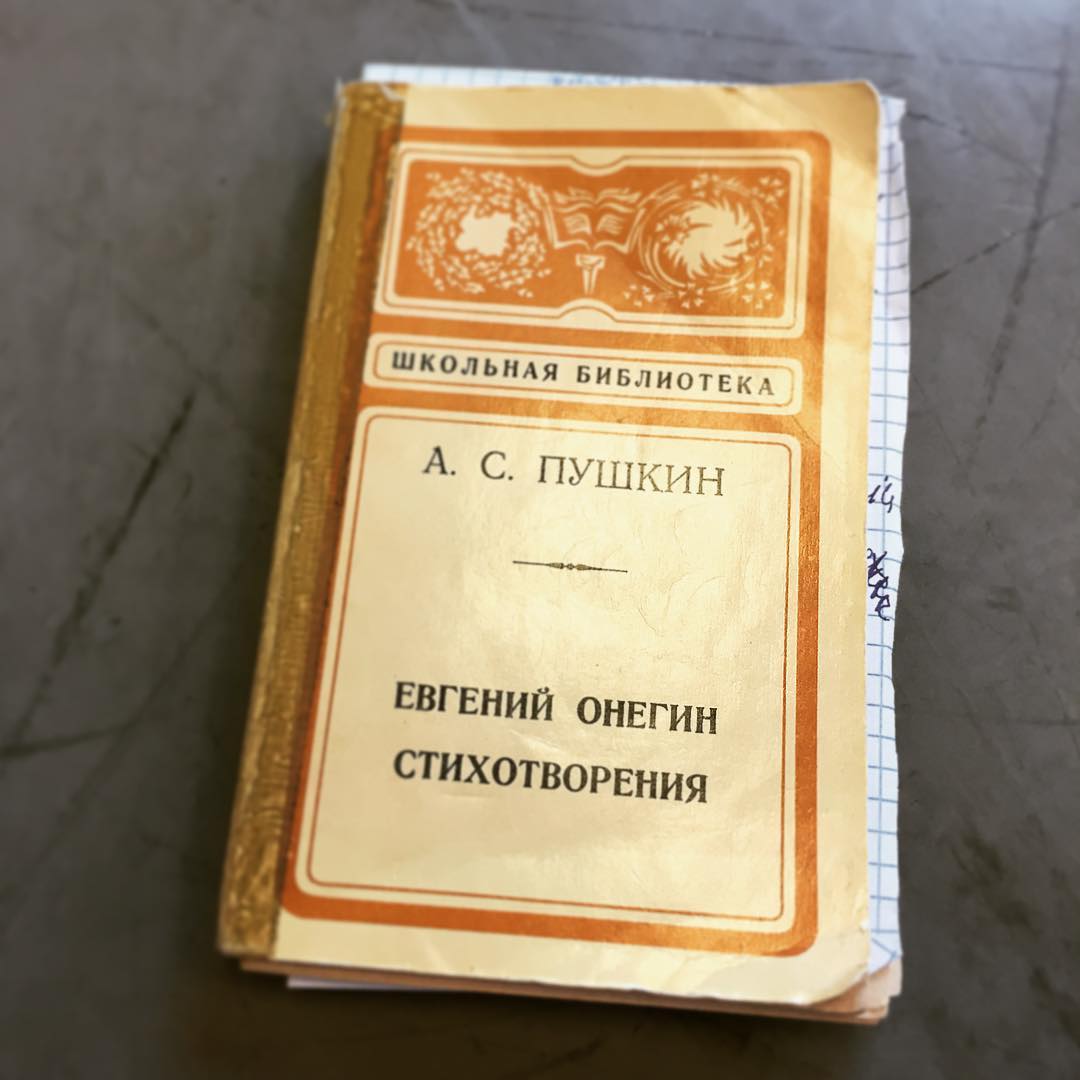 ШКОЛЬНАЯ БИБЛИОТЕКА
А. С. ПУШКИН
ЕВГЕНИЙ ОНЕГИН
СТИХОТВОРЕНИЯ